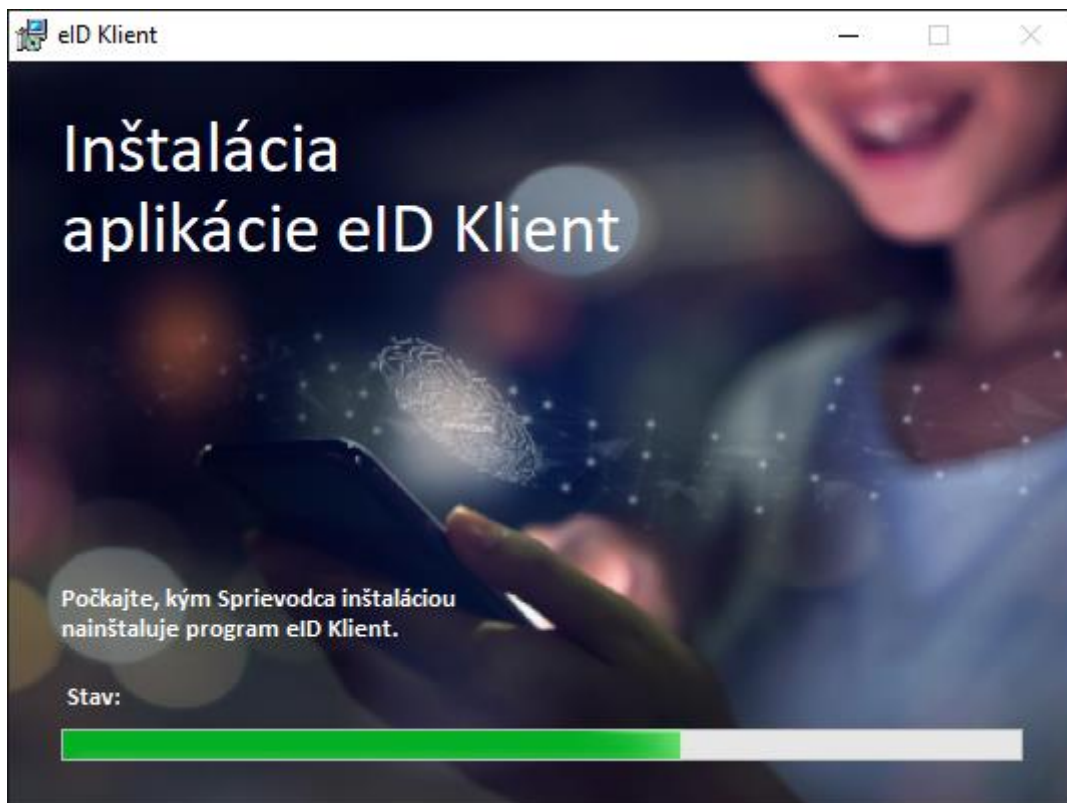 eID Klient
Inštalácia
aplikácie eID Klient
Počkajte, kým Sprievodca inštaláciou
nainštaluje program eID Klient.
Stav: